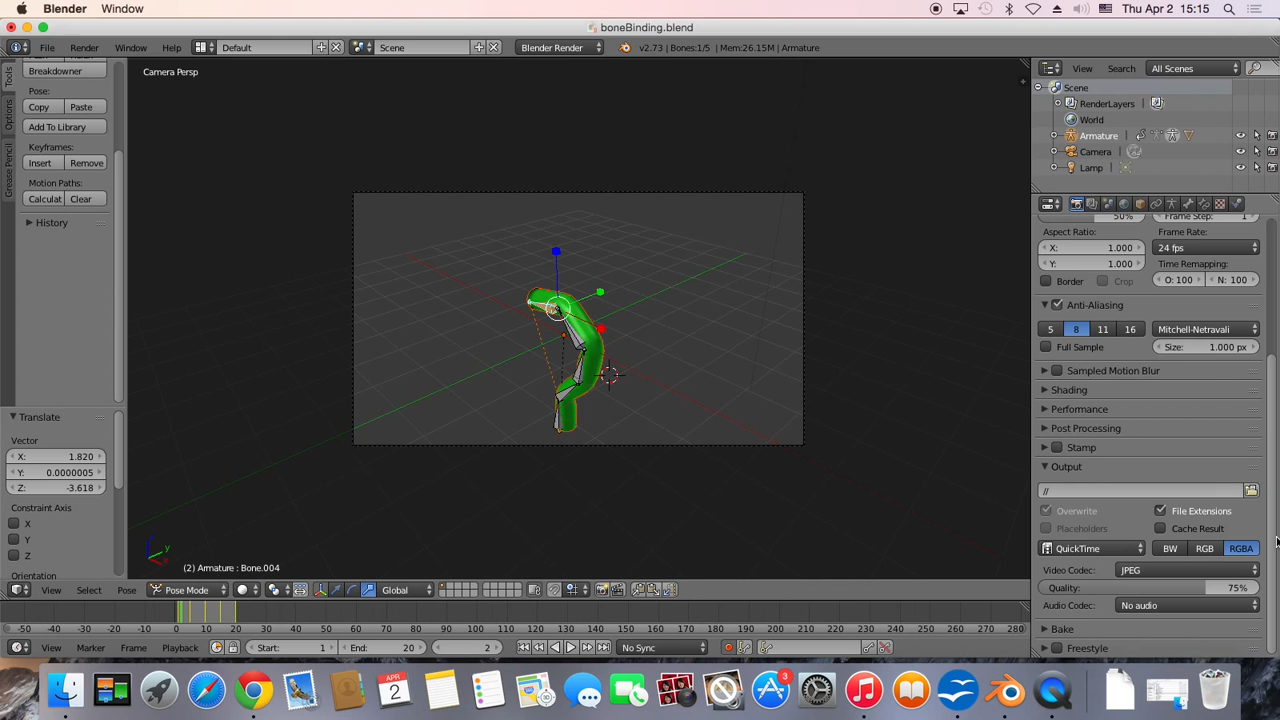 Blender Window Thu Apr 2 15:15
boneBinding.blend
File Render Window Help Default Scene Blender Render v2.73 | Bones:1/5 | Mem:26.15M | Armature
Camera Persp
Tools
Options
Grease Pencil
Breakdowner
Pose:
Copy Paste
Add To Library
Keyframes:
Insert Remove
Motion Paths:
Calculat Clear
History
Translate
Vector
X: 1.820
Y: 0.0000005
Z: -3.618
Constraint Axis
X
Y
Z
Orientation
(2) Armature : Bone.004
View Select Pose Pose Mode Global
-50 -40 -30 -20 -10 0 10 20 30 40 50 60 70 80 90 100 110 120 130 140 150 160 170 180 190 200 210 220 230 240 250 260 270 280
View Marker Frame Playback Start: 1 End: 20 2 No Sync
View Search All Scenes
Scene
RenderLayers
World
Armature
Camera
Lamp
50% Frame Step: 1
Aspect Ratio: Frame Rate:
X: 1.000 24 fps
Y: 1.000 Time Remapping:
Border Crop O: 100 N: 100
Anti-Aliasing
5 8 11 16 Mitchell-Netravali
Full Sample Size: 1.000 px
Sampled Motion Blur
Shading
Performance
Post Processing
Stamp
Output
//
Overwrite File Extensions
Placeholders Cache Result
QuickTime BW RGB RGBA
Video Codec: JPEG
Quality: 75%
Audio Codec: No audio
Bake
Freestyle
APR
2
3